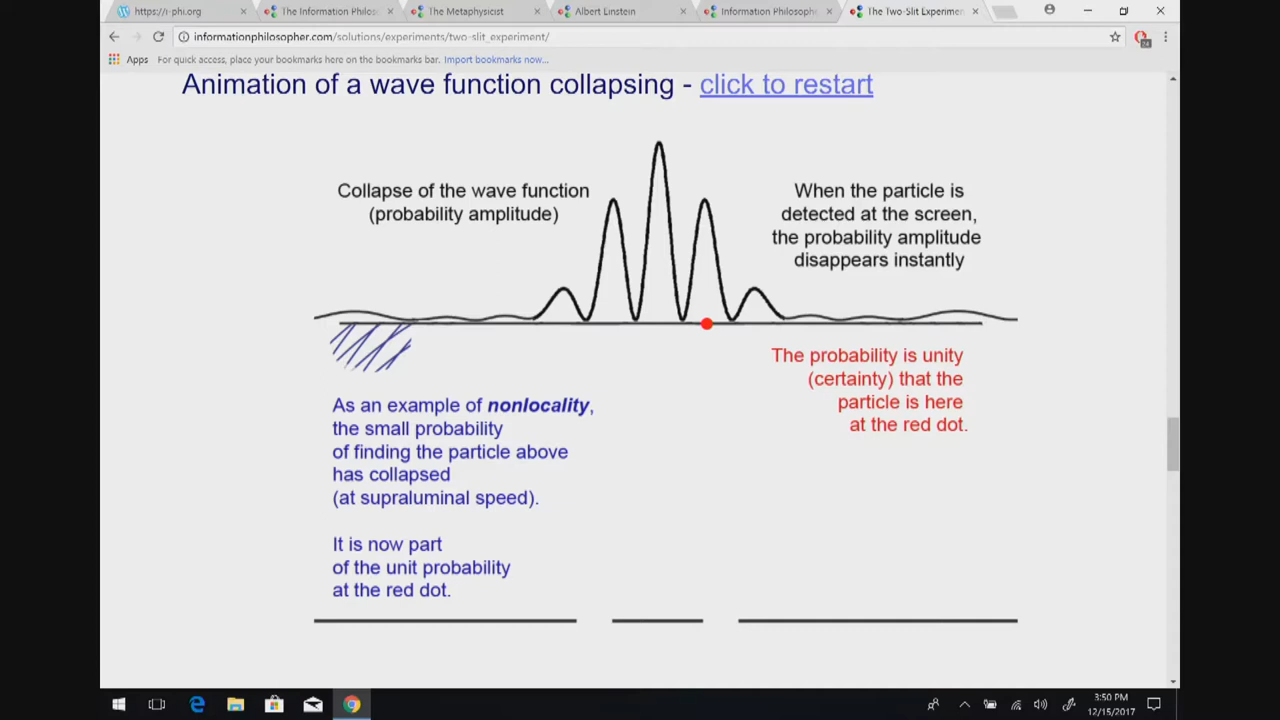 https://i-phi.org
The Information Philoso
The Metaphysicist
Albert Einstein
Information Philosophe
The Two-Slit Experimen
informationphilosopher.com/solutions/experiments/two-slit_experiment/
Apps
For quick access, place your bookmarks here on the bookmarks bar. Import bookmarks now...
Animation of a wave function collapsing - click to restart
Collapse of the wave function
(probability amplitude)
When the particle is
detected at the screen,
the probability amplitude
disappears instantly
The probability is unity
(certainty) that the
particle is here
at the red dot.
As an example of nonlocality,
the small probability
of finding the particle above
has collapsed
(at supraluminal speed).
It is now part
of the unit probability
at the red dot.
3:50 PM
12/15/2017